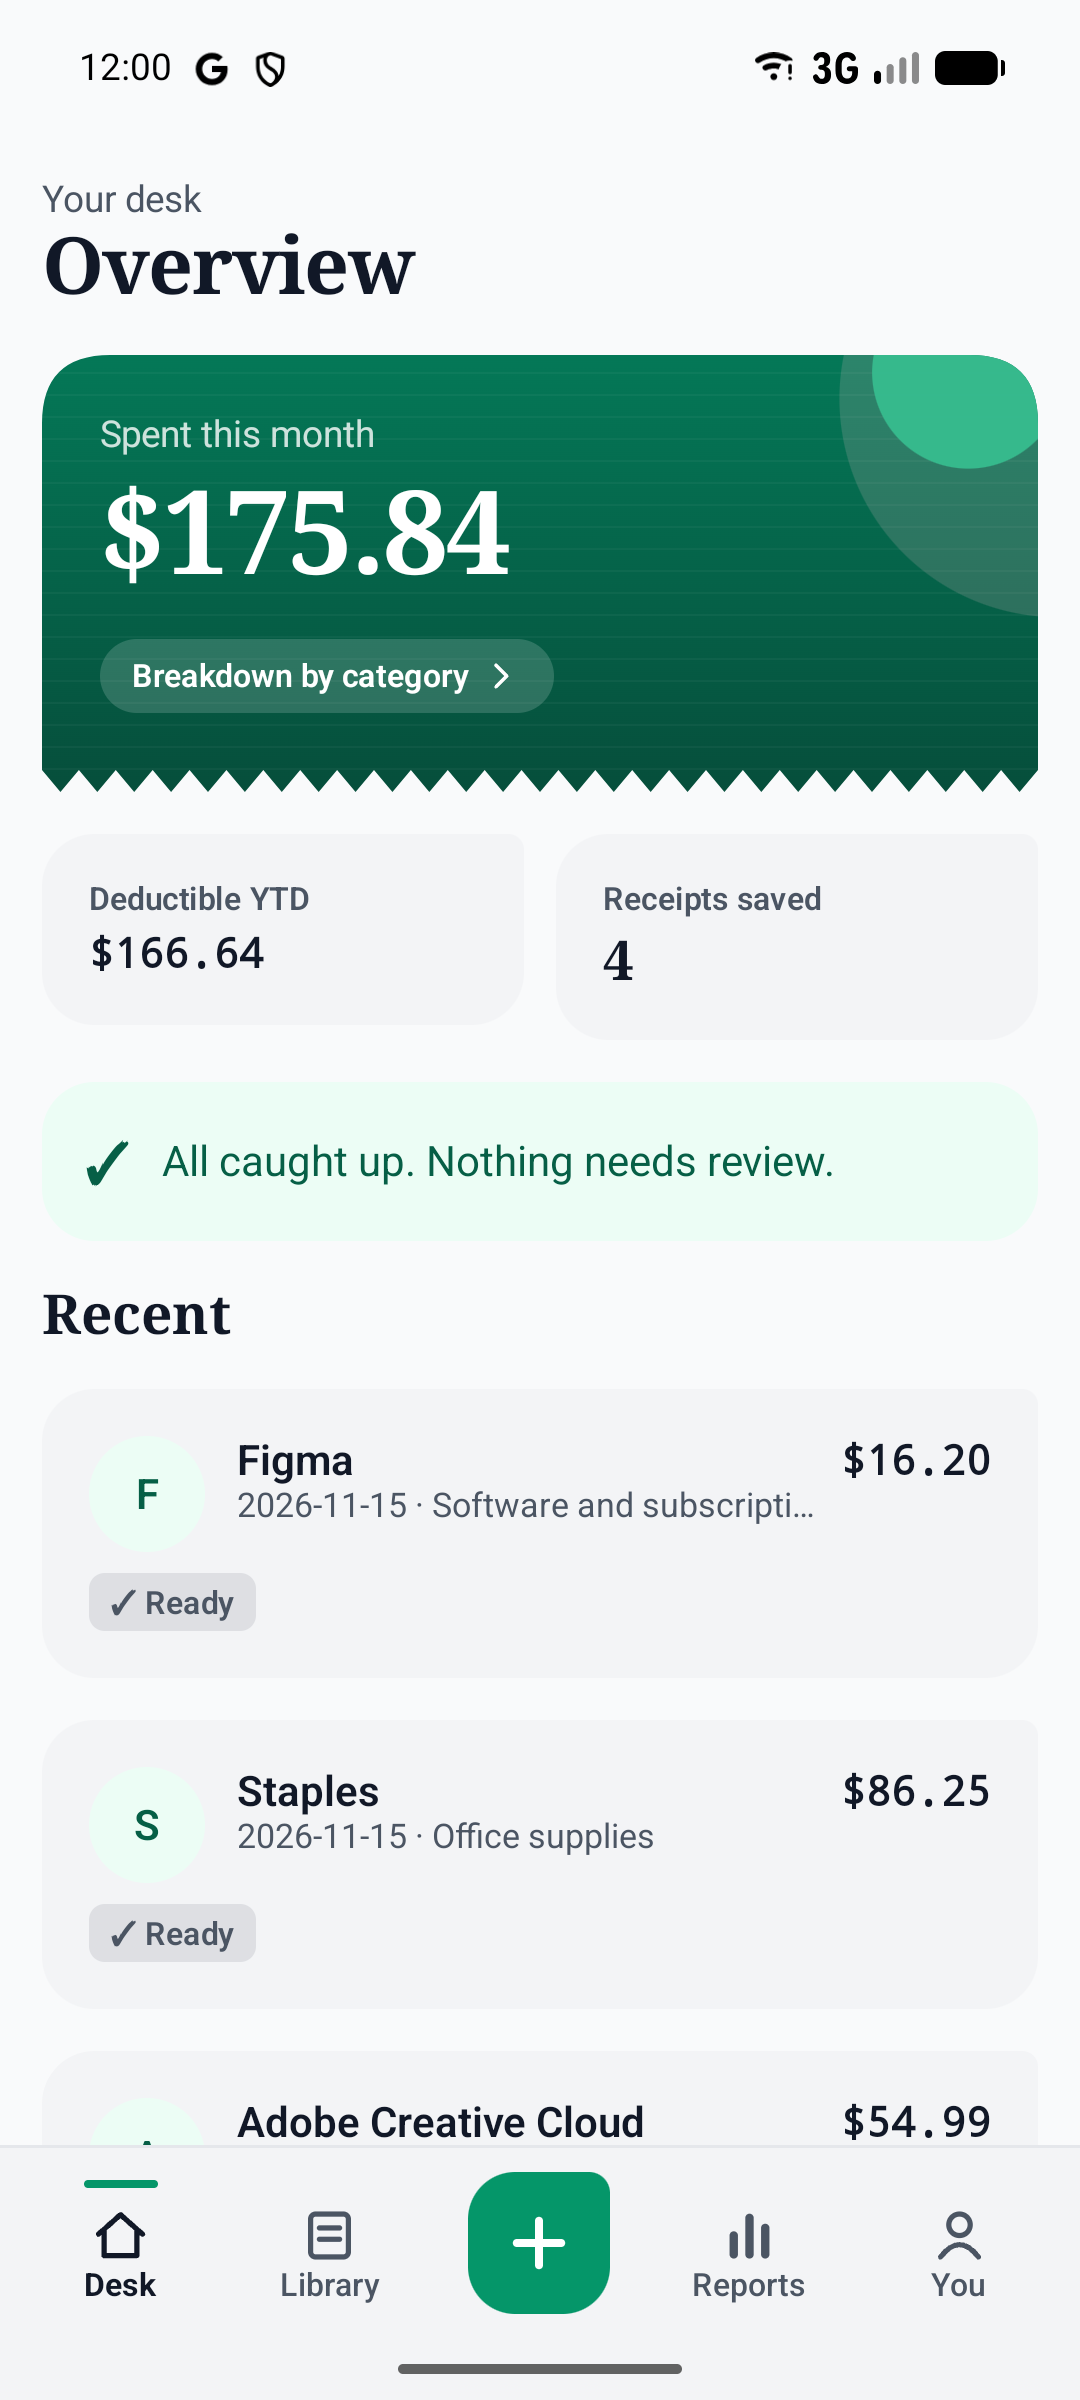 12:00
3G
Your desk
Overview
Spent this month
$175.84
Breakdown by category
Deductible YTD
$166.64
Receipts saved
4
✓ All caught up. Nothing needs review.
Recent
F
Figma
$16.20
2026-11-15 · Software and subscripti…
✓ Ready
S
Staples
$86.25
2026-11-15 · Office supplies
✓ Ready
Adobe Creative Cloud
$54.99
Desk
Library
Reports
You